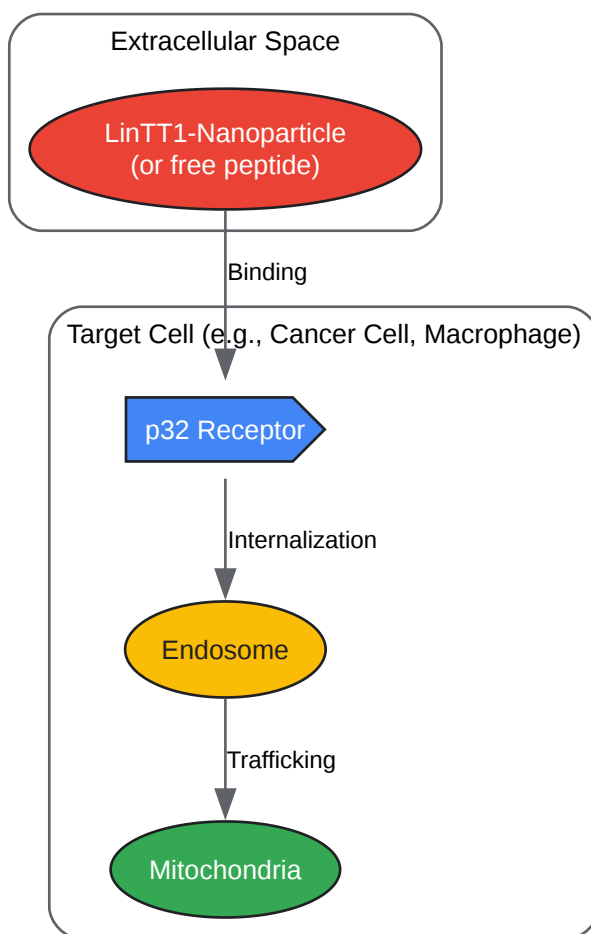 Extracellular Space
LinTT1-Nanoparticle
(or free peptide)
Binding
Target Cell (e.g., Cancer Cell, Macrophage)
p32 Receptor
Internalization
Endosome
Trafficking
Mitochondria